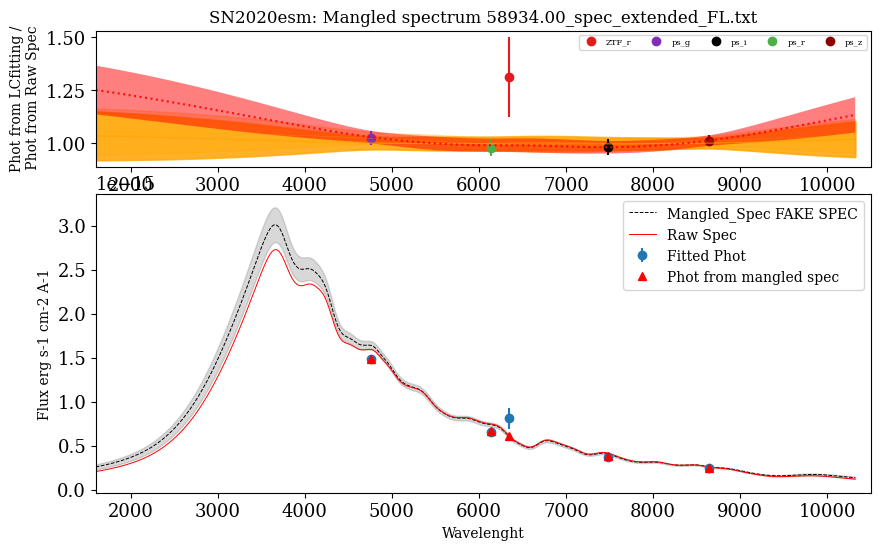 SN2020esm: Mangled spectrum 58934.00_spec_extended_FL.txt
Phot from LCfitting /
Phot from Raw Spec
1.50
1.25
1.00
ZTF_r
ps_g
ps_i
ps_r
ps_z
2000 3000 4000 5000 6000 7000 8000 9000 10000
1e-15
Flux erg s-1 cm-2 A-1
3.0
2.5
2.0
1.5
1.0
0.5
0.0
Mangled_Spec FAKE SPEC
Raw Spec
Fitted Phot
Phot from mangled spec
2000 3000 4000 5000 6000 7000 8000 9000 10000
Wavelenght